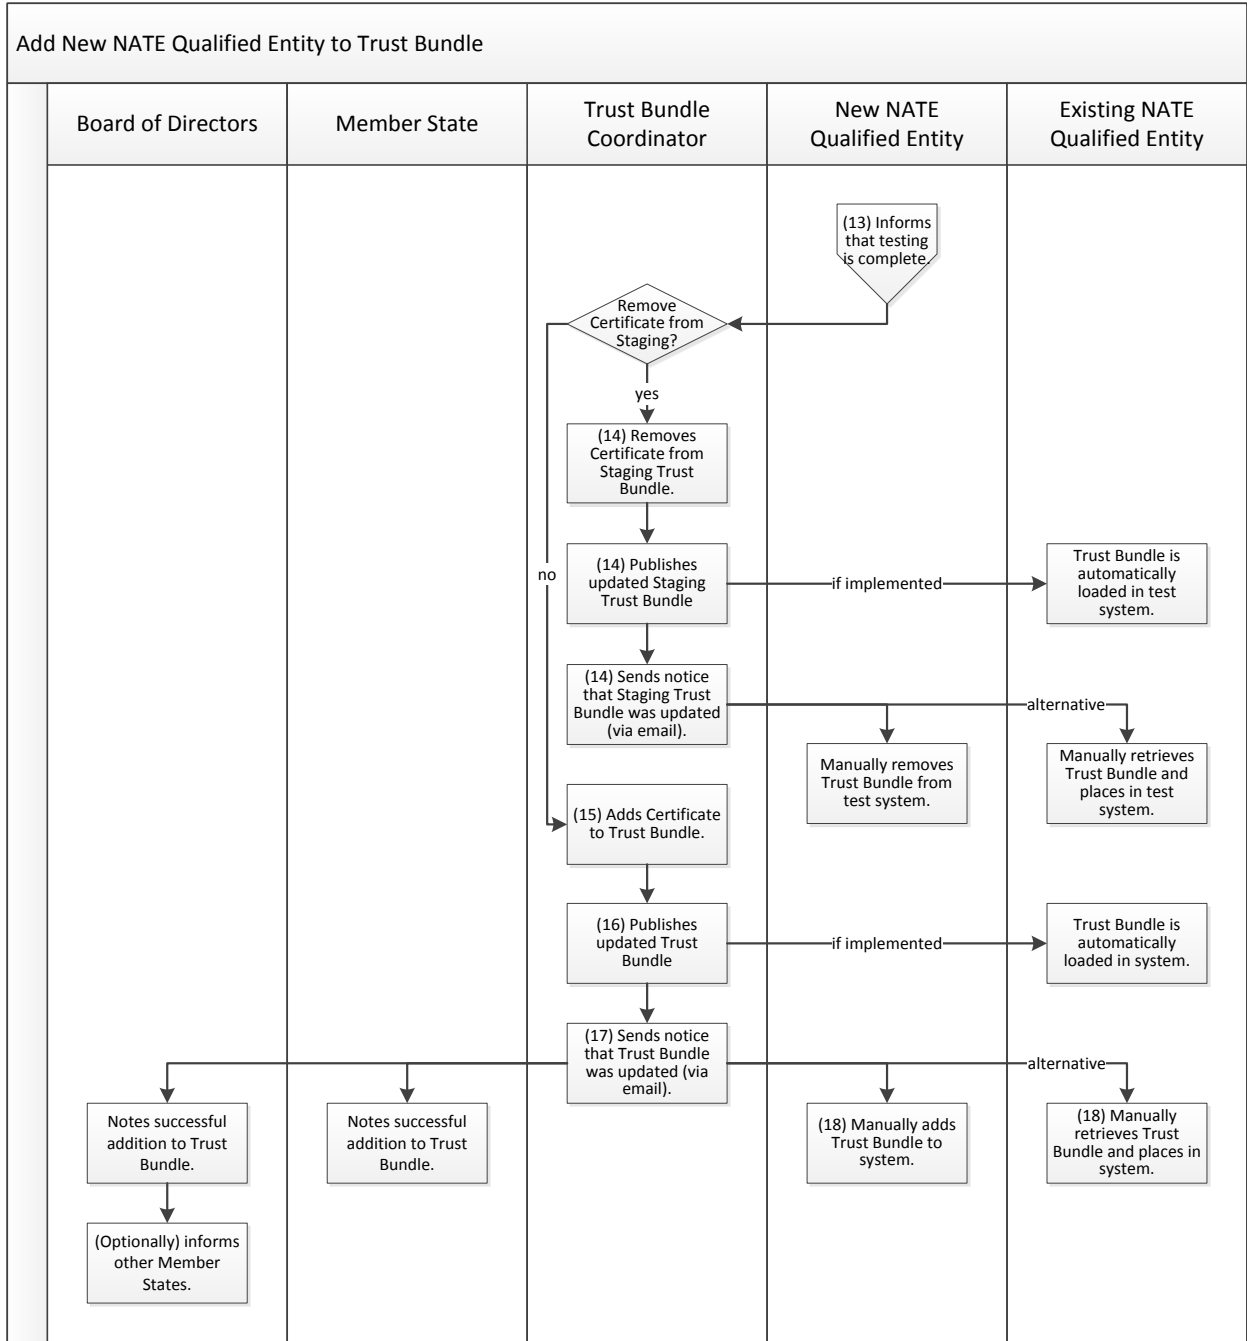 Add New NATE Qualified Entity to Trust Bundle
Board of Directors
Member State
Trust Bundle
Coordinator
New NATE
Qualified Entity
Existing NATE
Qualified Entity
(13) Informs
that testing
is complete.
Remove
Certificate from
Staging?
yes
(14) Removes
Certificate from
Staging Trust
Bundle.
no
(14) Publishes
updated Staging
Trust Bundle
if implemented
Trust Bundle is
automatically
loaded in test
system.
(14) Sends notice
that Staging Trust
Bundle was updated
(via email).
alternative
Manually removes
Trust Bundle from
test system.
Manually retrieves
Trust Bundle and
places in test
system.
(15) Adds Certificate
to Trust Bundle.
(16) Publishes
updated Trust
Bundle
if implemented
Trust Bundle is
automatically
loaded in system.
(17) Sends notice
that Trust Bundle
was updated (via
email).
alternative
Notes successful
addition to Trust
Bundle.
Notes successful
addition to Trust
Bundle.
(18) Manually adds
Trust Bundle to
system.
(18) Manually
retrieves Trust
Bundle and places in
system.
(Optionally) informs
other Member
States.